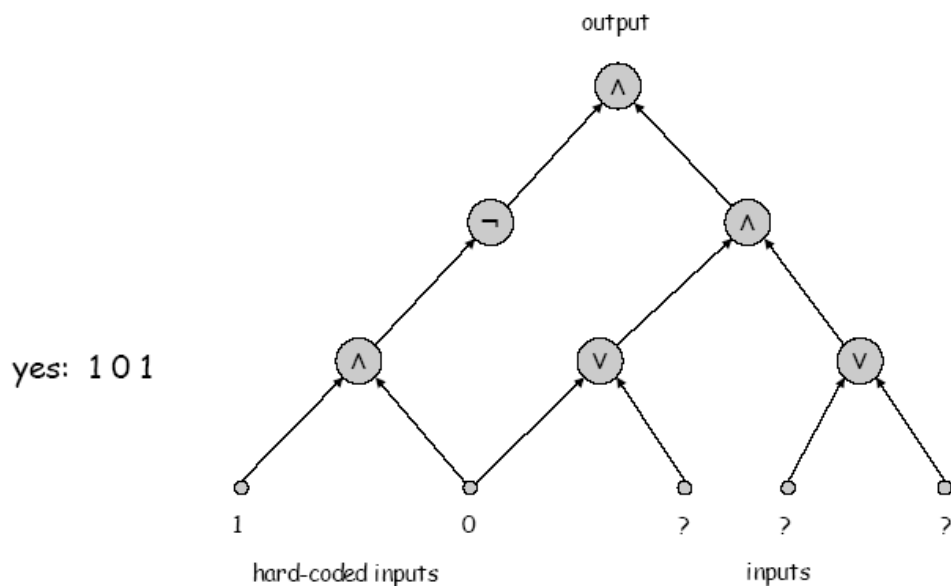 output
∧
¬ ∧
yes: 1 0 1
∧ ∨ ∨
1 0 ? ? ?
hard-coded inputs inputs